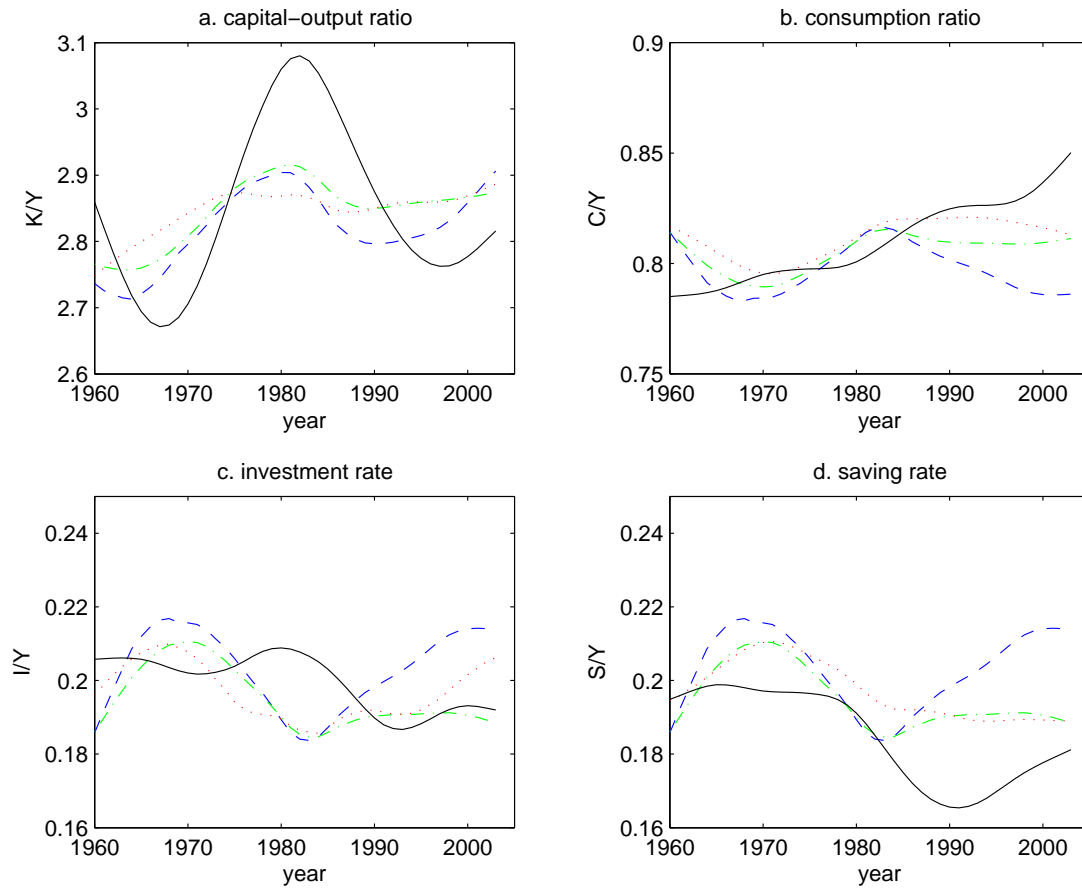 a. capital−output ratio
3.1
3
2.9
2.8
2.7
2.6
K/Y
1960 1970 1980 1990 2000
year
b. consumption ratio
0.9
0.85
0.8
0.75
C/Y
1960 1970 1980 1990 2000
year
c. investment rate
0.24
0.22
0.2
0.18
0.16
I/Y
1960 1970 1980 1990 2000
year
d. saving rate
0.24
0.22
0.2
0.18
0.16
S/Y
1960 1970 1980 1990 2000
year